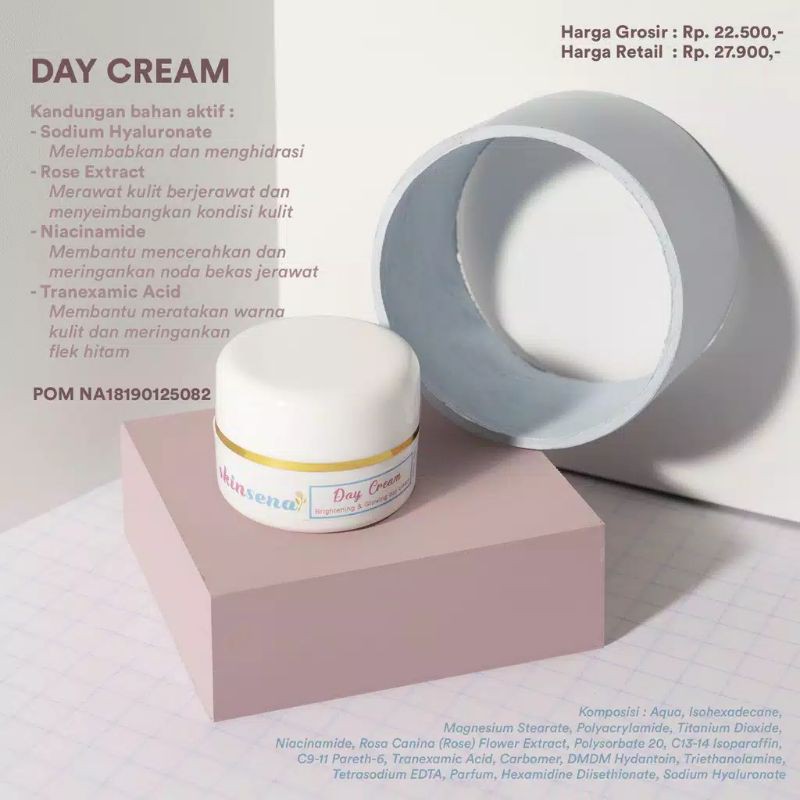 Harga Grosir : Rp. 22.500,-
Harga Retail : Rp. 27.900,-
DAY CREAM
Kandungan bahan aktif :
- Sodium Hyaluronate
Melembabkan dan menghidrasi
- Rose Extract
Merawat kulit berjerawat dan
menyeimbangkan kondisi kulit
- Niacinamide
Membantu mencerahkan dan
meringankan noda bekas jerawat
- Tranexamic Acid
Membantu meratakan warna
kulit dan meringankan
flek hitam
POM NA18190125082
skinsena
Day Cream
Brightening & Glowing
Komposisi : Aqua, Isohexadecane,
Magnesium Stearate, Polyacrylamide, Titanium Dioxide,
Niacinamide, Rosa Canina (Rose) Flower Extract, Polysorbate 20, C13-14 Isoparaffin,
C9-11 Pareth-6, Tranexamic Acid, Carbomer, DMDM Hydantoin, Triethanolamine,
Tetrasodium EDTA, Parfum, Hexamidine Diisethionate, Sodium Hyaluronate